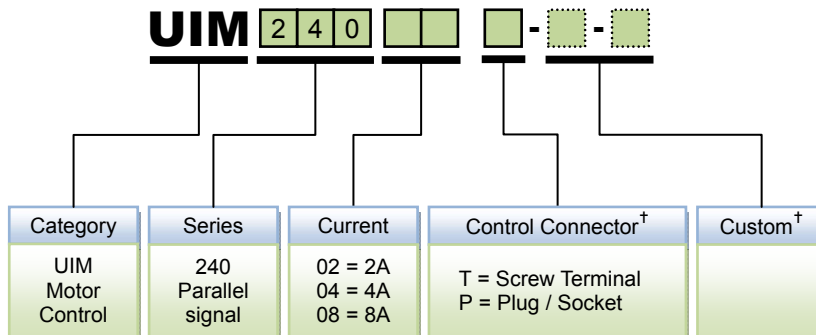 UIM 2 4 0 - -
Category
UIM
Motor
Control
Series
240
Parallel
signal
Current
02 = 2A
04 = 4A
08 = 8A
Control Connector†
T = Screw Terminal
P = Plug / Socket
Custom†